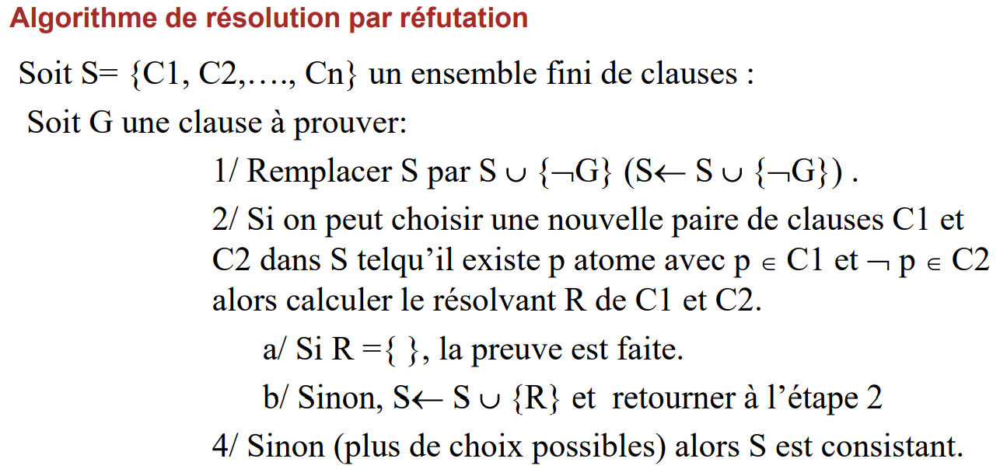 Algorithme de résolution par réfutation
Soit S= {C1, C2,...., Cn} un ensemble fini de clauses :
Soit G une clause à prouver:
1/ Remplacer S par S ∪ {¬G} (S← S ∪ {¬G}) .
2/ Si on peut choisir une nouvelle paire de clauses C1 et
C2 dans S telqu’il existe p atome avec p ∈ C1 et ¬ p ∈ C2
alors calculer le résolvant R de C1 et C2.
a/ Si R ={ }, la preuve est faite.
b/ Sinon, S← S ∪ {R} et retourner à l’étape 2
4/ Sinon (plus de choix possibles) alors S est consistant.